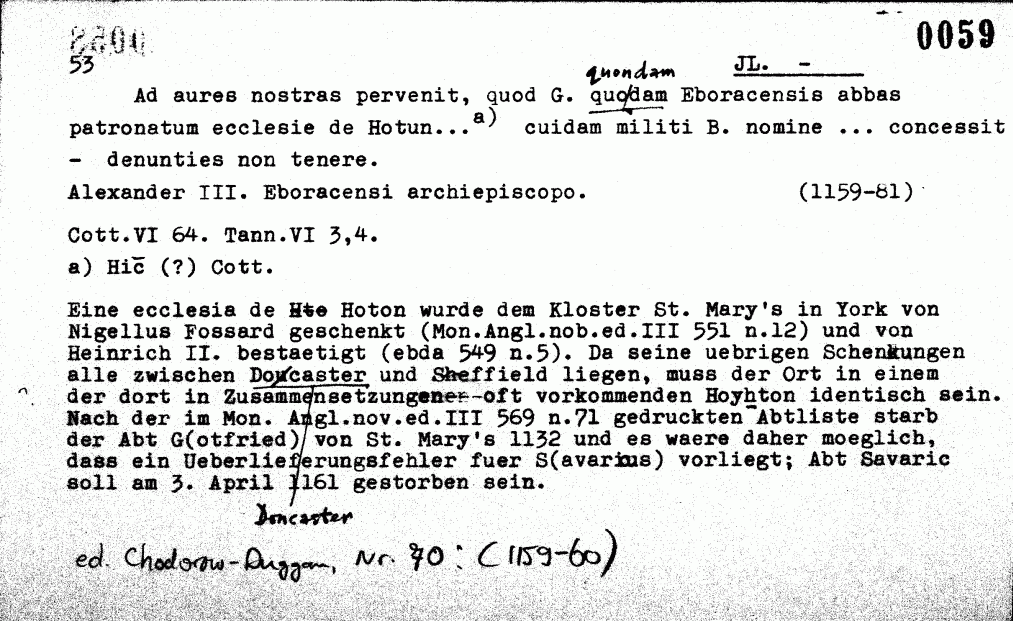 0059
53
quondam JL. -
Ad aures nostras pervenit, quod G. quodam Eboracensis abbas
patronatum ecclesie de Hotun...a) cuidam militi B. nomine ... concessit
- denunties non tenere.
Alexander III. Eboracensi archiepiscopo. (1159-81)
Cott.VI 64. Tann.VI 3,4.
a) Hic̄ (?) Cott.
Eine ecclesia de Hte Hoton wurde dem Kloster St. Mary's in York von
Nigellus Fossard geschenkt (Mon.Angl.nob.ed.III 551 n.12) und von
Heinrich II. bestaetigt (ebda 549 n.5). Da seine uebrigen Schenkungen
alle zwischen Doncaster und Sheffield liegen, muss der Ort in einem
der dort in Zusammensetzungen oft vorkommenden Hoyhton identisch sein.
Nach der im Mon. Angl.nov.ed.III 569 n.71 gedruckten Abtliste starb
der Abt G(otfried) von St. Mary's 1132 und es waere daher moeglich,
dass ein Ueberlieferungsfehler fuer S(avarius) vorliegt; Abt Savaric
soll am 3. April 1161 gestorben sein.
Doncaster
ed. Chodorow-Duggan, Nr. 70: (1159-60)